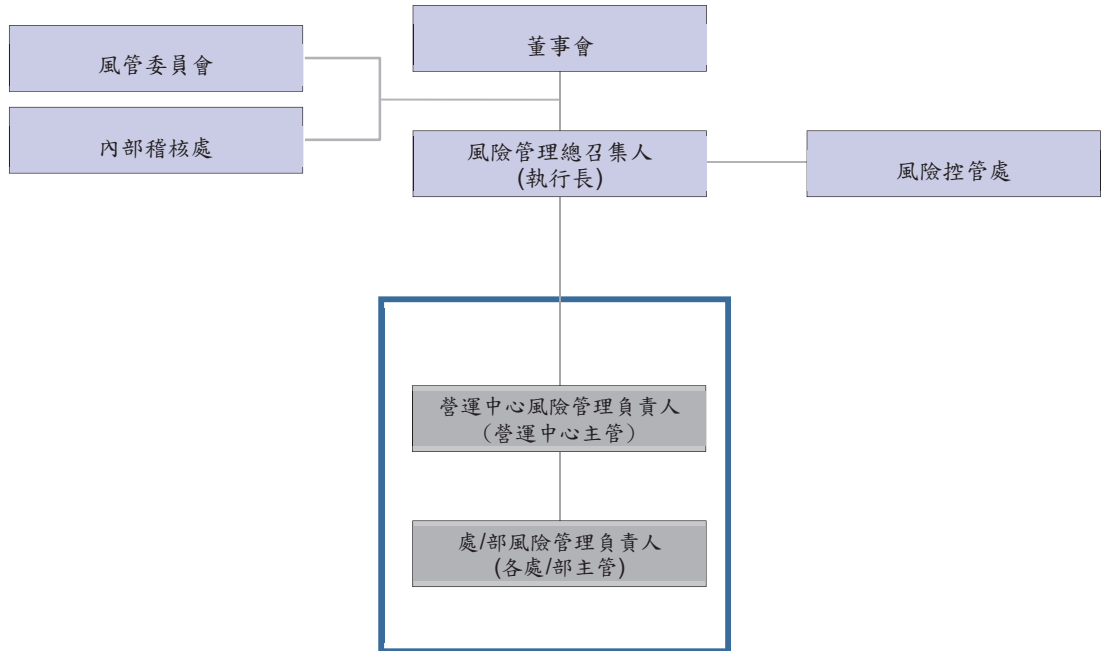 董事會
風管委員會
內部稽核處
風險管理總召集人
(執行長)
風險控管處
營運中心風險管理負責人
（營運中心主管）
處/部風險管理負責人
(各處/部主管)